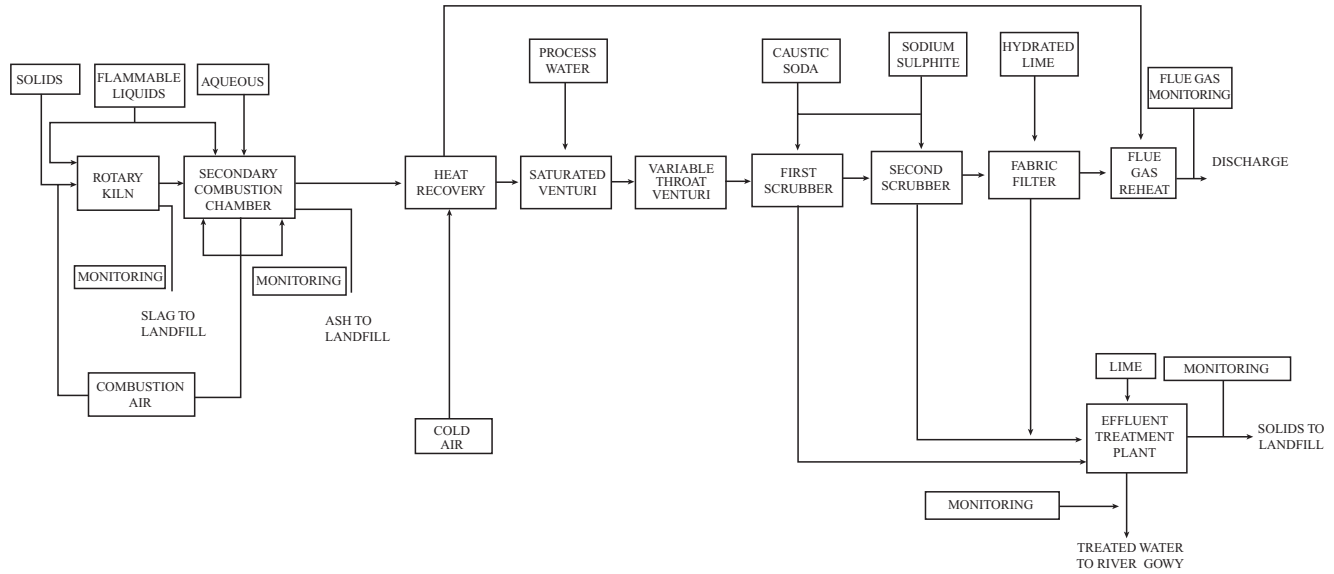 PROCESS
WATER
CAUSTIC
SODA
SODIUM
SULPHITE
HYDRATED
LIME
SOLIDS
FLAMMABLE
LIQUIDS
AQUEOUS
FLUE GAS
MONITORING
ROTARY
KILN
SECONDARY
COMBUSTION
CHAMBER
HEAT
RECOVERY
SATURATED
VENTURI
VARIABLE
THROAT
VENTURI
FIRST
SCRUBBER
SECOND
SCRUBBER
FABRIC
FILTER
FLUE
GAS
REHEAT
DISCHARGE
MONITORING
MONITORING
SLAG TO
LANDFILL
ASH TO
LANDFILL
COMBUSTION
AIR
COLD
AIR
LIME
MONITORING
EFFLUENT
TREATMENT
PLANT
SOLIDS TO
LANDFILL
MONITORING
TREATED WATER
TO RIVER GOWY